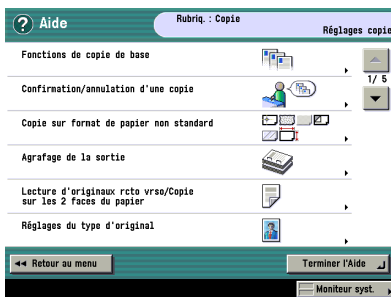 Aide
Rubriq. : Copie
Réglages copie
Fonctions de copie de base
1/ 5
Confirmation/annulation d'une copie
Copie sur format de papier non standard
Agrafage de la sortie
Lecture d'originaux rcto vrso/Copie
sur les 2 faces du papier
Réglages du type d'original
Retour au menu
Terminer l'Aide
Moniteur syst.